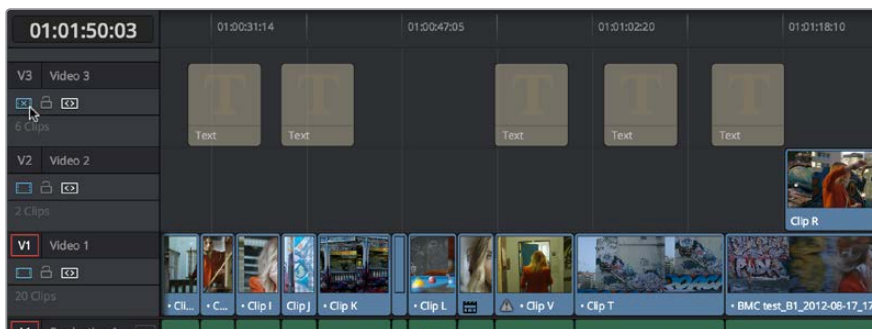 01:01:50:03
01:00:31:14
01:00:47:05
01:01:02:20
01:01:18:10
V3 Video 3
6 Clips
T T T T T
Text Text Text Text Text
V2 Video 2
2 Clips
Clip R
V1 Video 1
20 Clips
• Cli... • C... • Clip I Clip J • Clip K • Clip L • Clip V • Clip T • BMC test_B1_2012-08-17_17